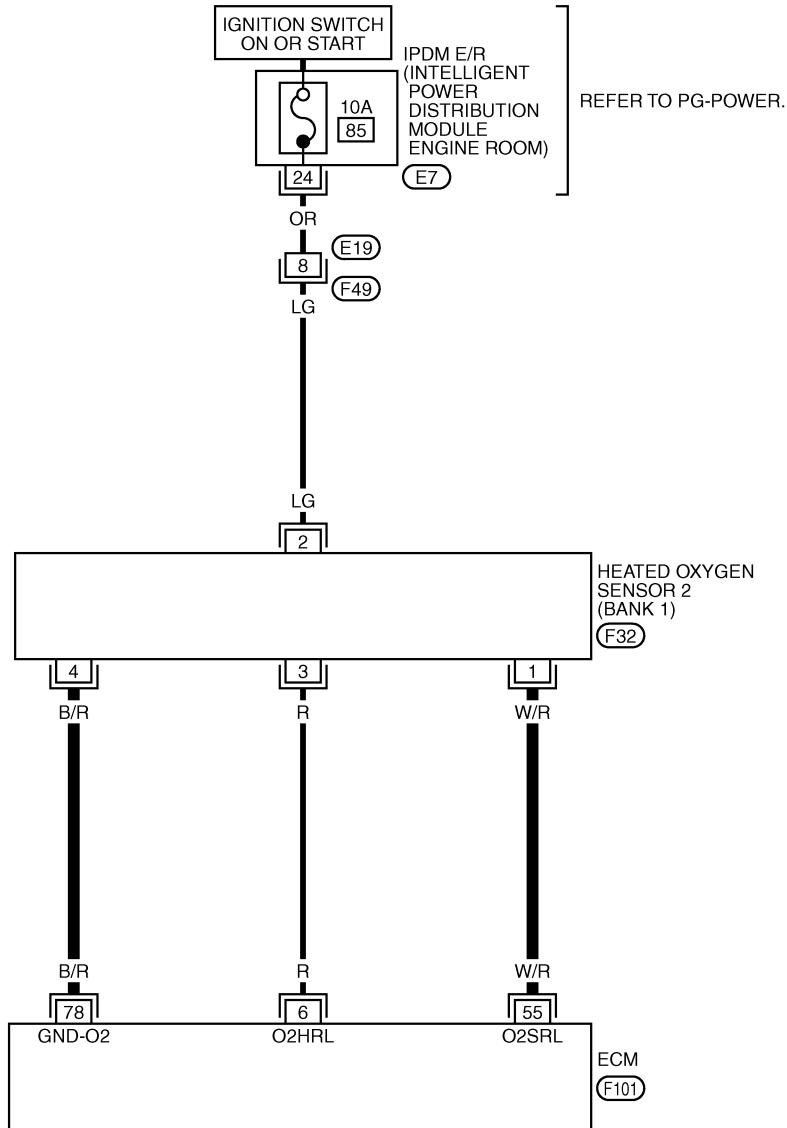 IGNITION SWITCH
ON OR START
IPDM E/R
(INTELLIGENT
POWER
DISTRIBUTION
MODULE
ENGINE ROOM)
REFER TO PG-POWER.
10A
85
24
E7
OR
E19
8
F49
LG
LG
2
HEATED OXYGEN
SENSOR 2
(BANK 1)
F32
4 3 1
B/R R W/R
B/R R W/R
78 6 55
GND-O2 O2HRL O2SRL
ECM
F101